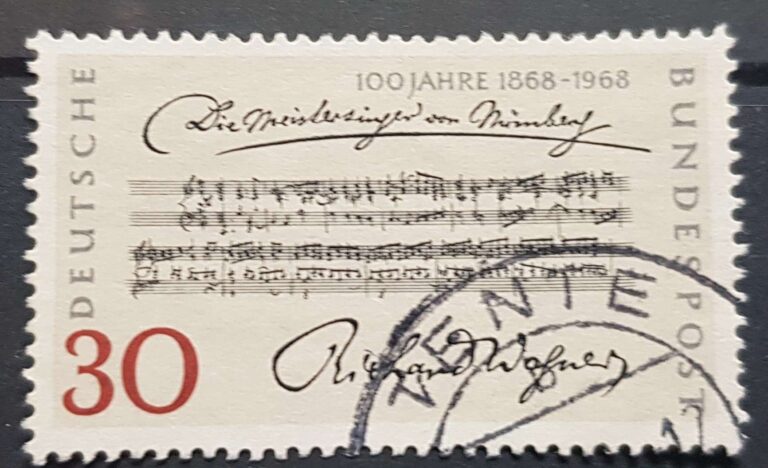 DEUTSCHE
100 JAHRE 1868-1968
Die Meistersinger von Nürnberg
BUNDESPOST
30
Richard Wagner